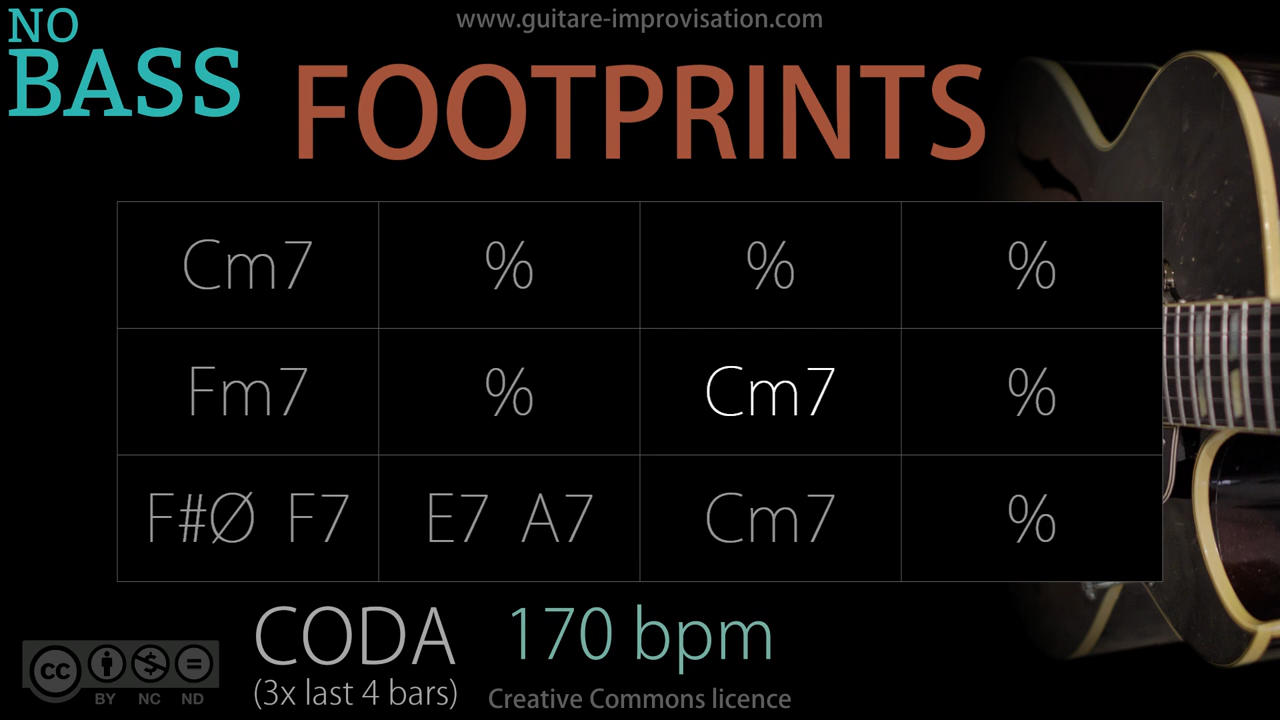 www.guitare-improvisation.com
NO
BASS
FOOTPRINTS
Cm7 % % %
Fm7 % Cm7 %
F#Ø F7 E7 A7 Cm7 %
CODA 170 bpm
(3x last 4 bars) Creative Commons licence
cc
BY NC ND